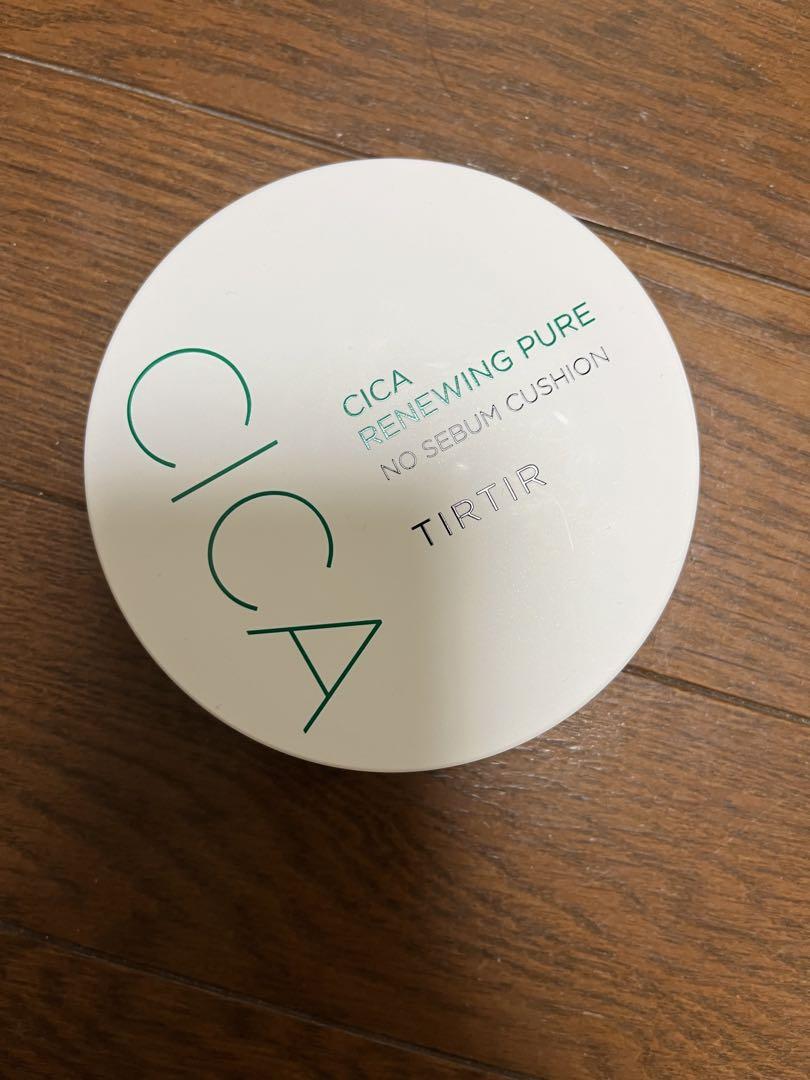 CICA
CICA
RENEWING PURE
NO SEBUM CUSHION
TIRTIR